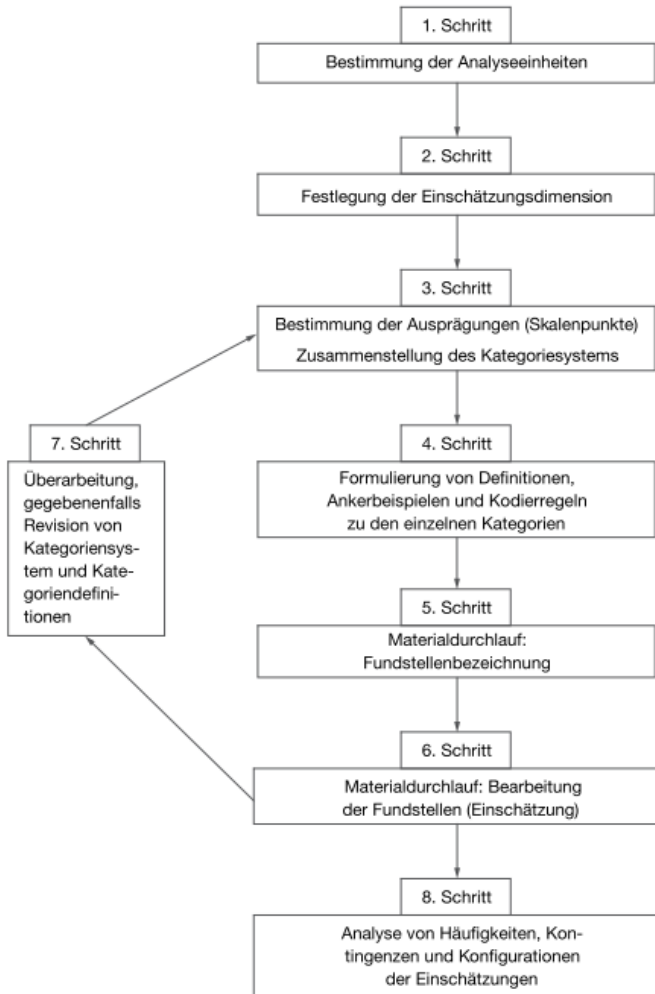 1. Schritt
Bestimmung der Analyseeinheiten
2. Schritt
Festlegung der Einschätzungsdimension
3. Schritt
Bestimmung der Ausprägungen (Skalenpunkte)
Zusammenstellung des Kategoriesystems
4. Schritt
Formulierung von Definitionen,
Ankerbeispielen und Kodierregeln
zu den einzelnen Kategorien
5. Schritt
Materialdurchlauf:
Fundstellenbezeichnung
6. Schritt
Materialdurchlauf: Bearbeitung
der Fundstellen (Einschätzung)
7. Schritt
Überarbeitung,
gegebenenfalls
Revision von
Kategoriensys-
tem und Kate-
goriendefini-
tionen
8. Schritt
Analyse von Häufigkeiten, Kon-
tingenzen und Konfigurationen
der Einschätzungen